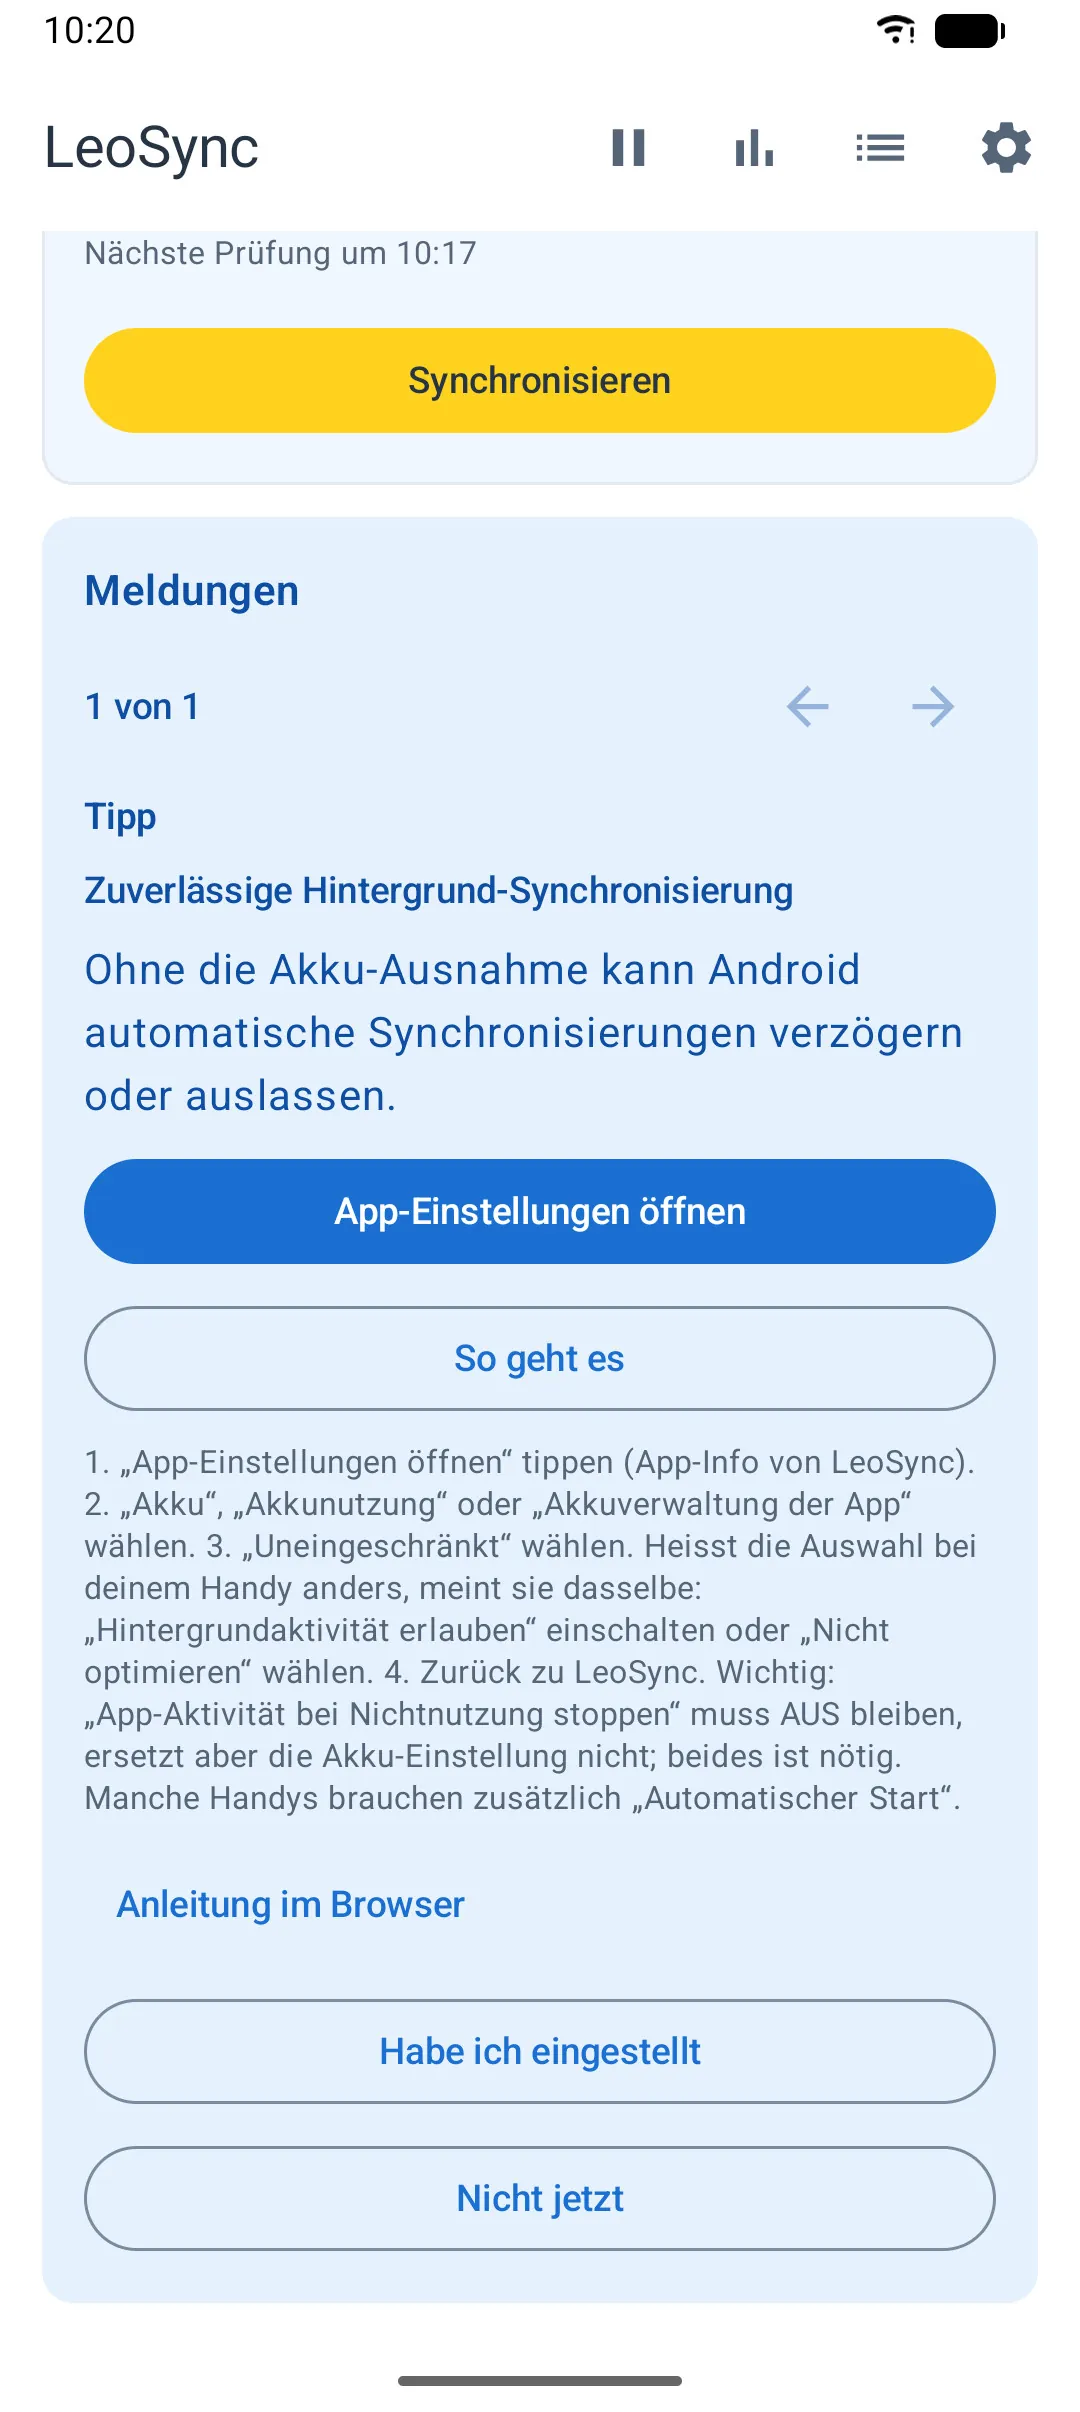 10:20
LeoSync
Nächste Prüfung um 10:17
Synchronisieren
Meldungen
1 von 1
Tipp
Zuverlässige Hintergrund-Synchronisierung
Ohne die Akku-Ausnahme kann Android
automatische Synchronisierungen verzögern
oder auslassen.
App-Einstellungen öffnen
So geht es
1. „App-Einstellungen öffnen“ tippen (App-Info von LeoSync).
2. „Akku“, „Akkunutzung“ oder „Akkuverwaltung der App“
wählen. 3. „Uneingeschränkt“ wählen. Heisst die Auswahl bei
deinem Handy anders, meint sie dasselbe:
„Hintergrundaktivität erlauben“ einschalten oder „Nicht
optimieren“ wählen. 4. Zurück zu LeoSync. Wichtig:
„App-Aktivität bei Nichtnutzung stoppen“ muss AUS bleiben,
ersetzt aber die Akku-Einstellung nicht; beides ist nötig.
Manche Handys brauchen zusätzlich „Automatischer Start“.
Anleitung im Browser
Habe ich eingestellt
Nicht jetzt